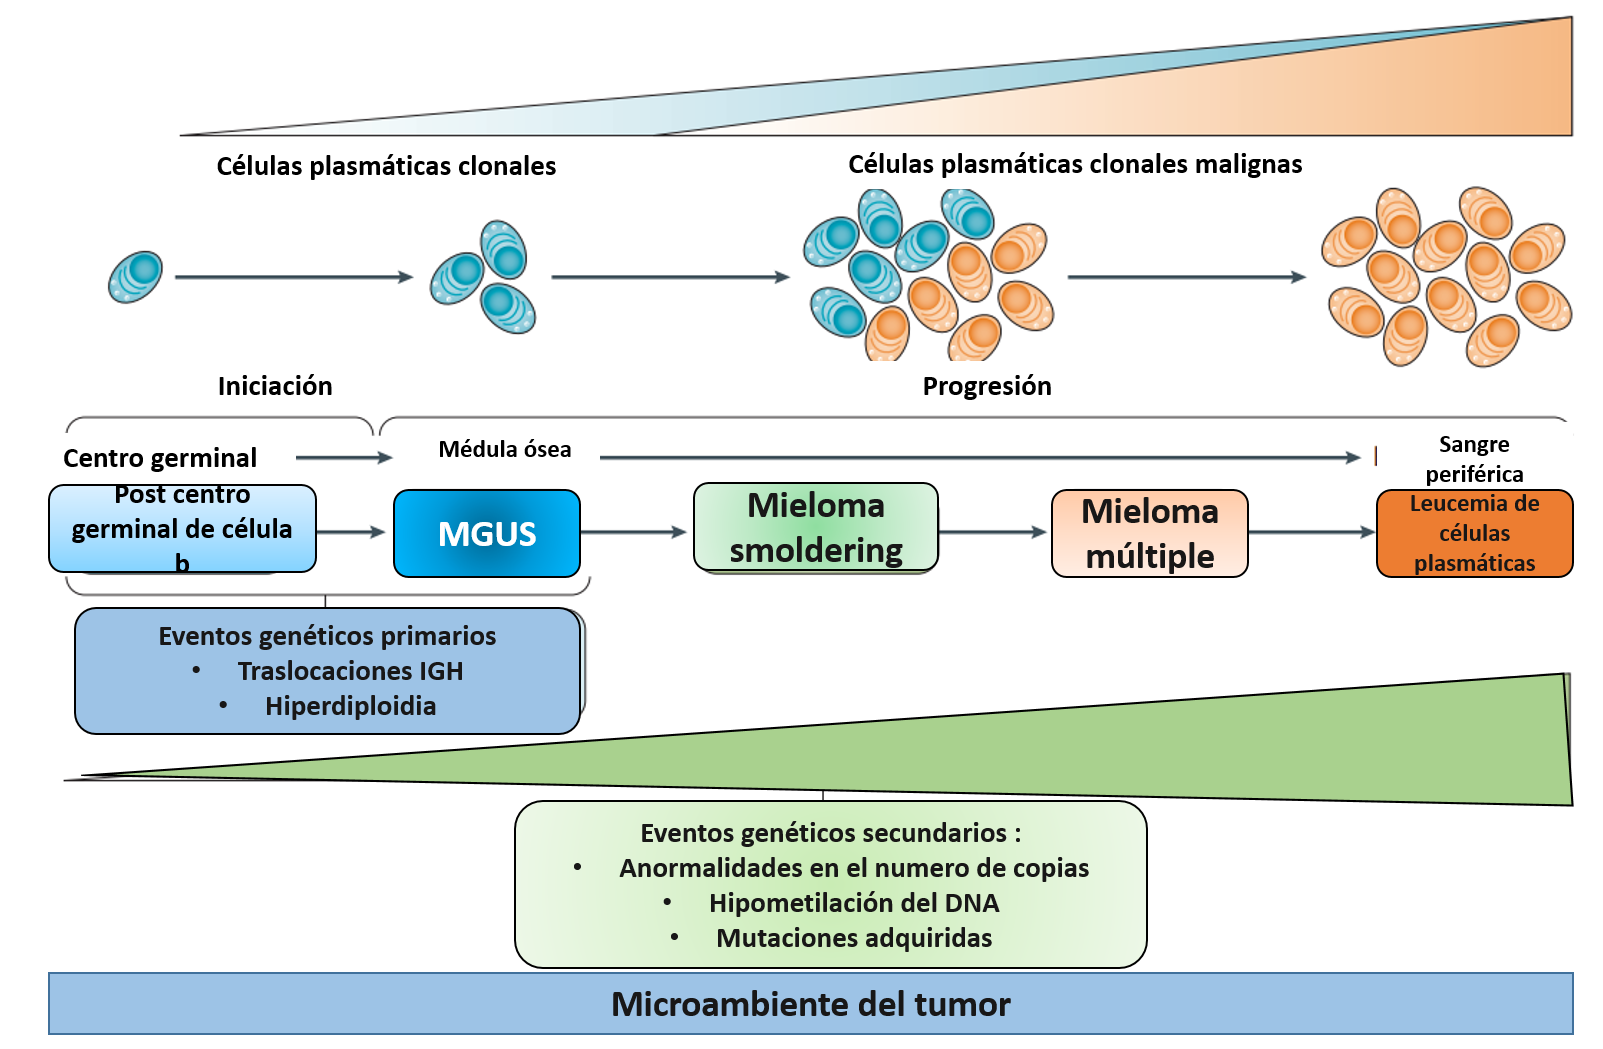 Células plasmáticas clonales
Células plasmáticas clonales malignas
Iniciación
Progresión
Centro germinal
Médula ósea
Sangre
periférica
Post centro
germinal de célula
b
MGUS
Mieloma
smoldering
Mieloma
múltiple
Leucemia de
células
plasmáticas
Eventos genéticos primarios
• Traslocaciones IGH
• Hiperdiploidia
Eventos genéticos secundarios :
• Anormalidades en el numero de copias
• Hipometilación del DNA
• Mutaciones adquiridas
Microambiente del tumor